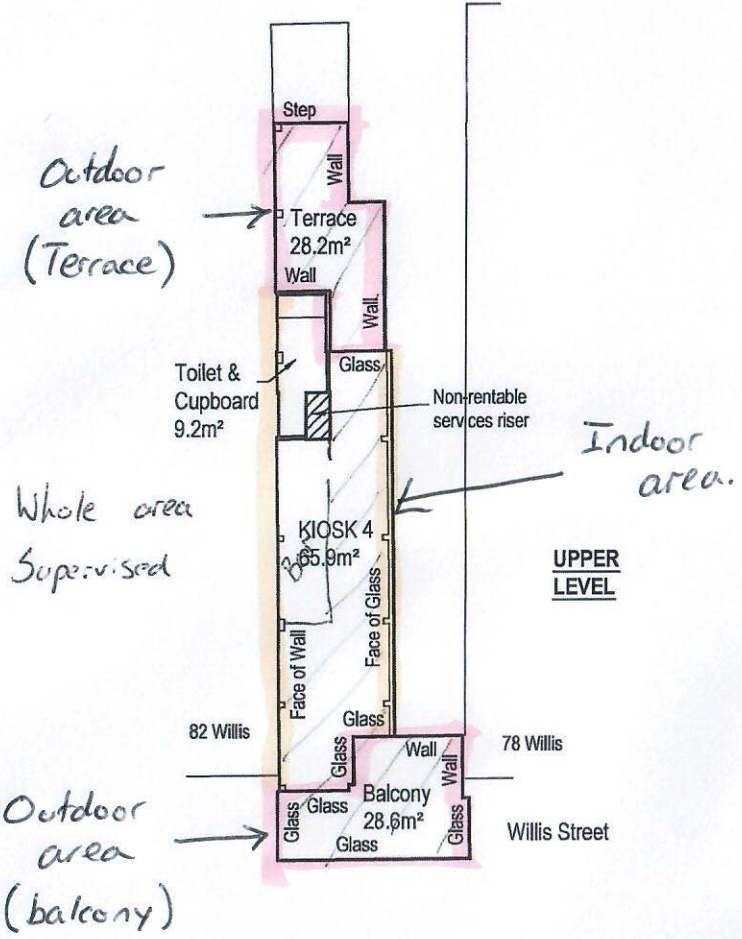 Step
Wall
Outdoor
area
(Terrace)
Terrace
28.2m²
Wall
Wall
Glass
Toilet &
Cupboard
9.2m²
Non-rentable
services riser
Indoor
area.
Whole area
Supervised
KIOSK 4
65.9m²
Bar
UPPER
LEVEL
Face of Wall
Face of Glass
82 Willis
Glass
Glass
Wall
Wall
78 Willis
Outdoor
area
(balcony)
Glass
Glass
Balcony
28.6m²
Glass
Glass
Willis Street